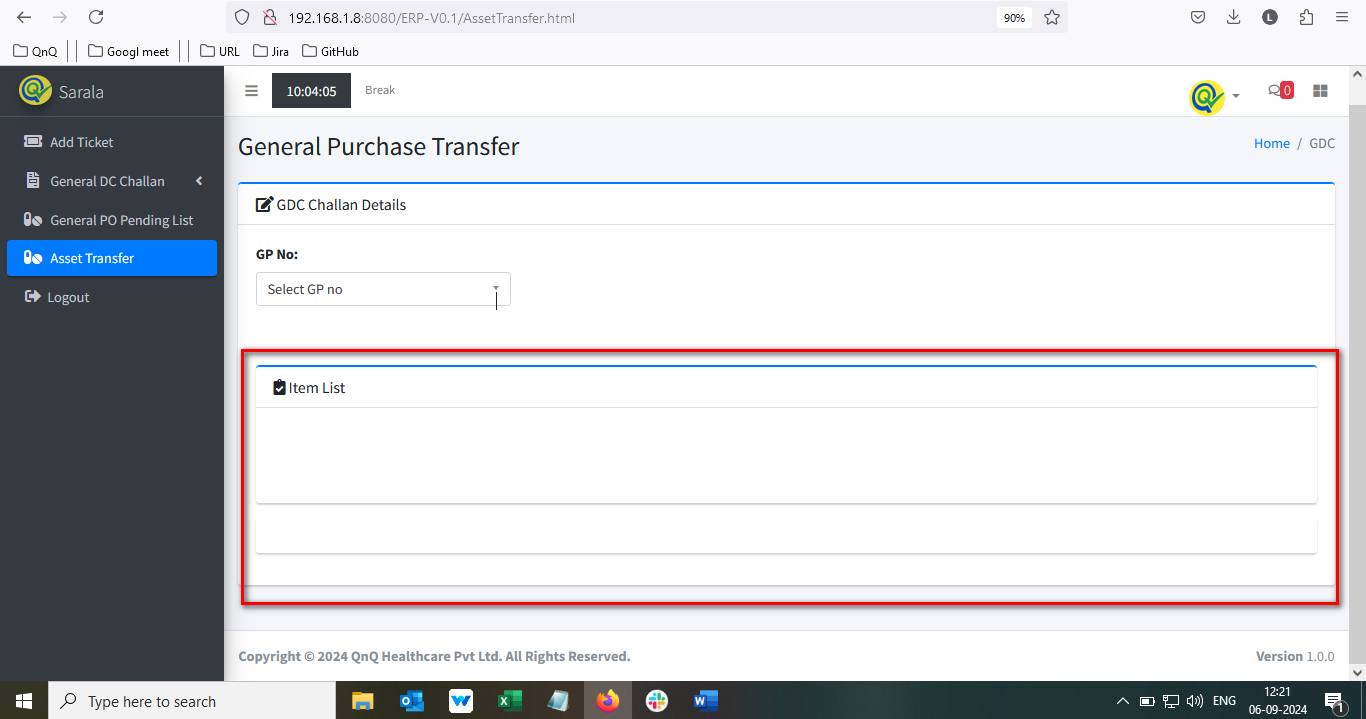 192.168.1.8:8080/ERP-V0.1/AssetTransfer.html
90%
L
QnQ
Googl meet
URL
Jira
GitHub
Sarala
10:04:05
Break
0
Add Ticket
General DC Challan
General PO Pending List
Asset Transfer
Logout
General Purchase Transfer
Home / GDC
GDC Challan Details
GP No:
Select GP no
Item List
Copyright © 2024 QnQ Healthcare Pvt Ltd. All Rights Reserved.
Version 1.0.0
Type here to search
ENG
12:21
06-09-2024
1